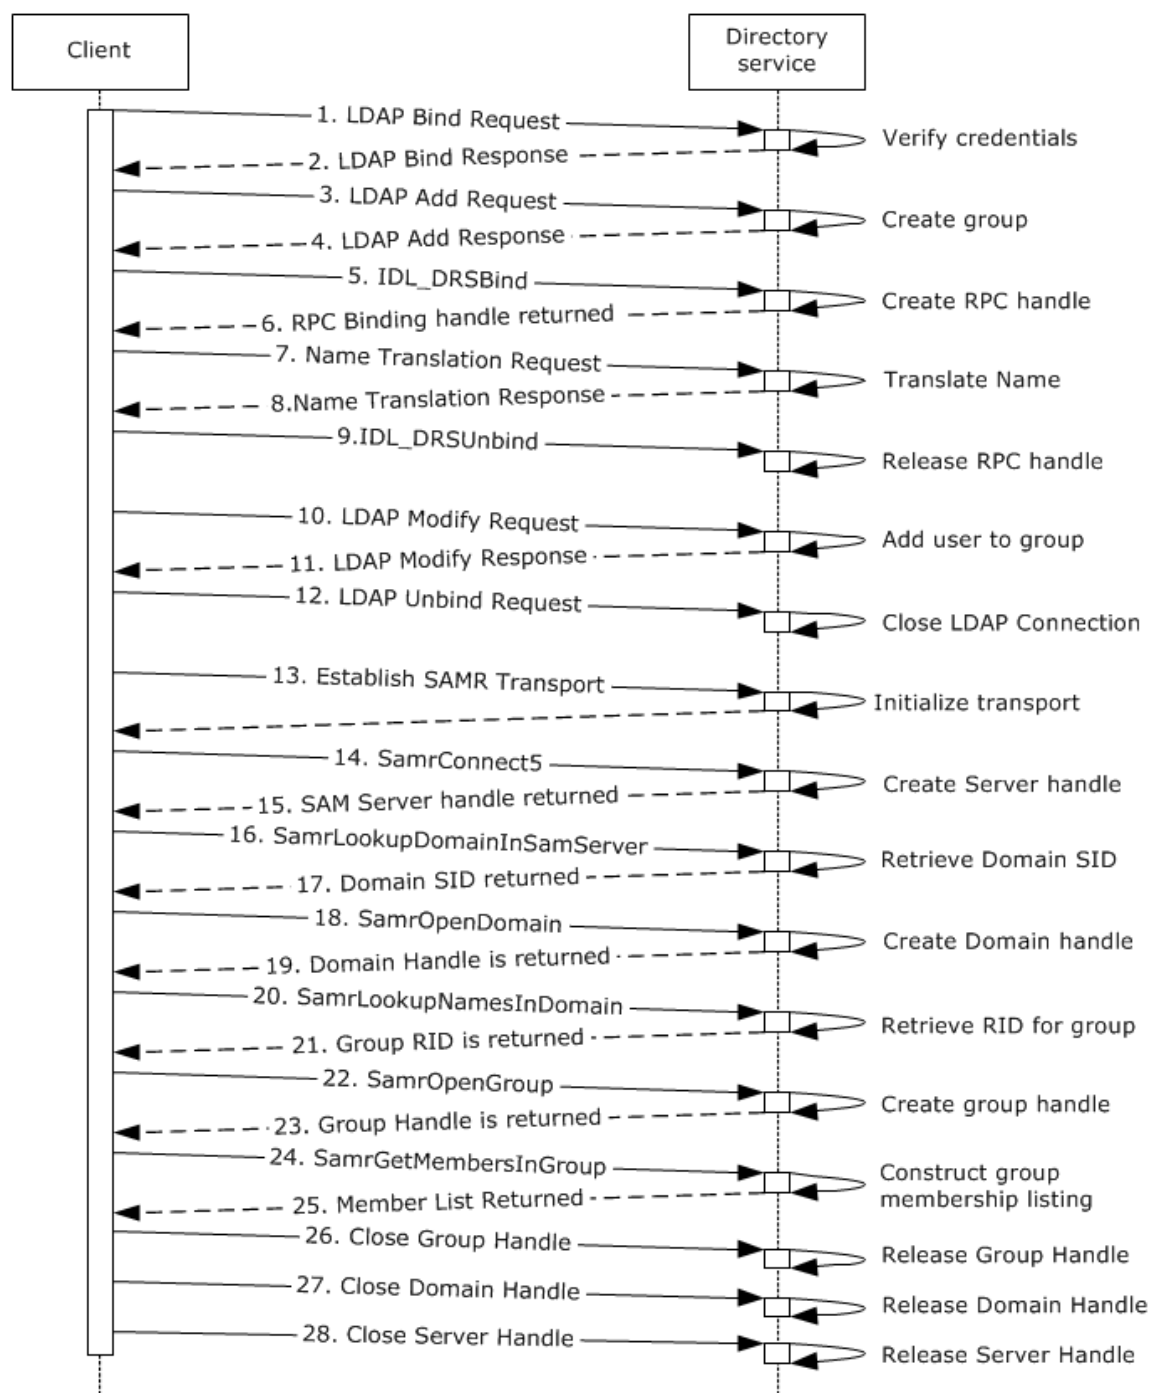 Client
Directory
service
1. LDAP Bind Request
Verify credentials
2. LDAP Bind Response
3. LDAP Add Request
Create group
4. LDAP Add Response
5. IDL_DRSBind
Create RPC handle
6. RPC Binding handle returned
7. Name Translation Request
Translate Name
8.Name Translation Response
9.IDL_DRSUnbind
Release RPC handle
10. LDAP Modify Request
Add user to group
11. LDAP Modify Response
12. LDAP Unbind Request
Close LDAP Connection
13. Establish SAMR Transport
Initialize transport
14. SamrConnect5
Create Server handle
15. SAM Server handle returned
16. SamrLookupDomainInSamServer
Retrieve Domain SID
17. Domain SID returned
18. SamrOpenDomain
Create Domain handle
19. Domain Handle is returned
20. SamrLookupNamesInDomain
Retrieve RID for group
21. Group RID is returned
22. SamrOpenGroup
Create group handle
23. Group Handle is returned
24. SamrGetMembersInGroup
Construct group
membership listing
25. Member List Returned
26. Close Group Handle
Release Group Handle
27. Close Domain Handle
Release Domain Handle
28. Close Server Handle
Release Server Handle